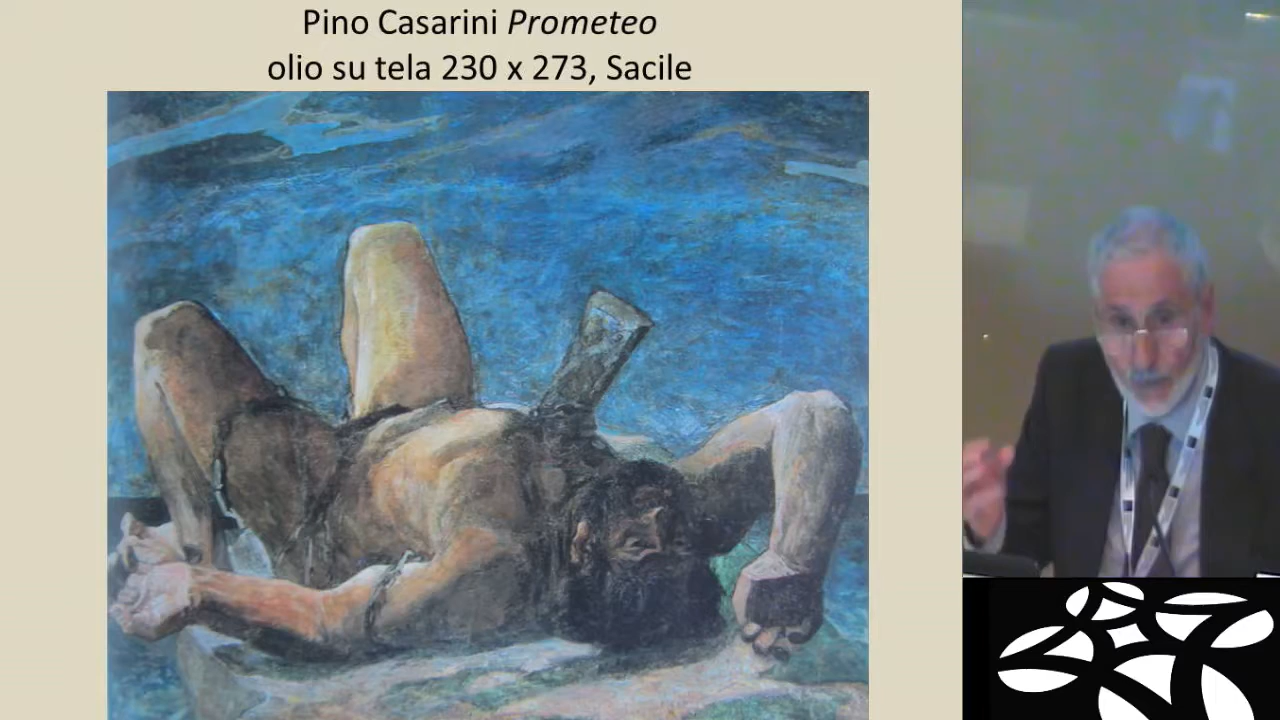 Pino Casarini Prometeo
olio su tela 230 x 273, Sacile